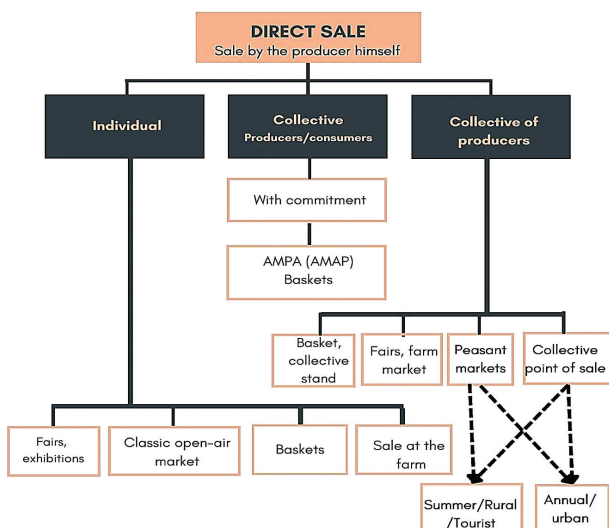 DIRECT SALE
Sale by the producer himself
Individual
Collective
Producers/consumers
Collective of
producers
With commitment
AMPA (AMAP)
Baskets
Basket,
collective
stand
Fairs, farm
market
Peasant
markets
Collective
point of sale
Fairs,
exhibitions
Classic open-air
market
Baskets
Sale at the
farm
Summer/Rural
/Tourist
Annual/
urban